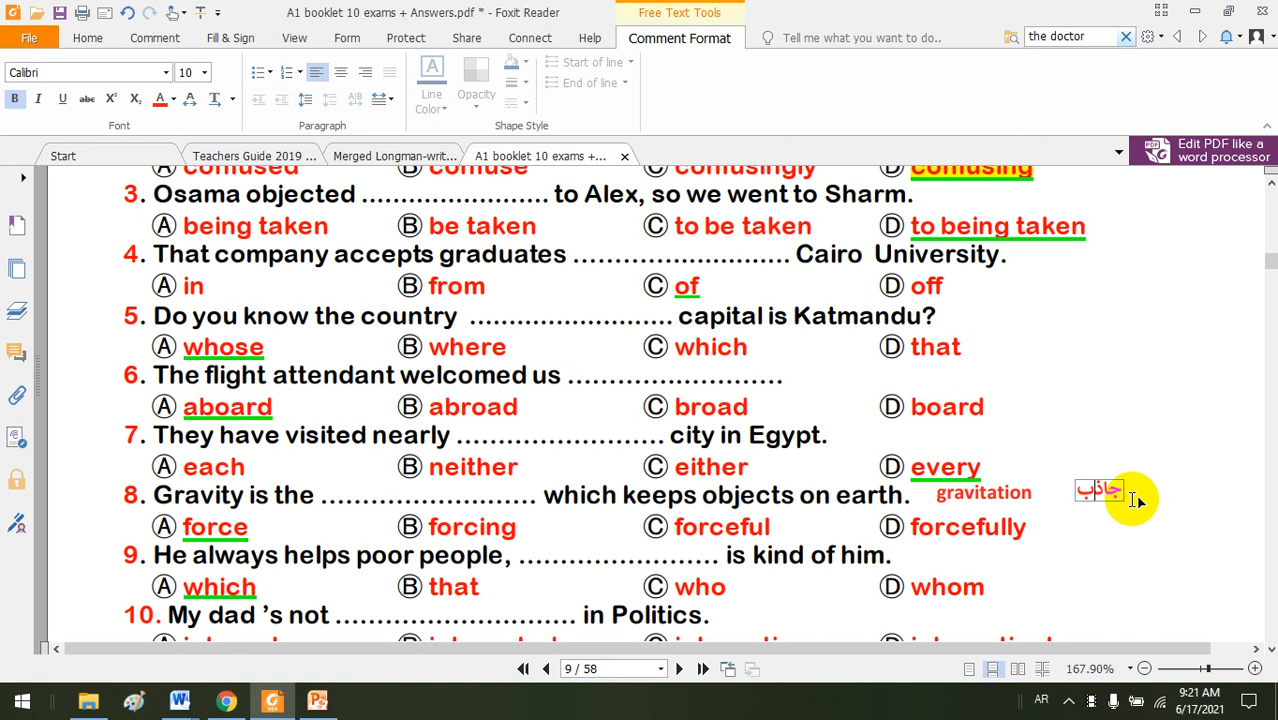 A1 booklet 10 exams + Answers.pdf * - Foxit Reader
Free Text Tools
File Home Comment Fill & Sign View Form Protect Share Connect Help Comment Format Tell me what you want to do.. the doctor
Calibri 10
B I U abc X² X₂ A A T
Font
Paragraph
Line Color
Opacity
Start of line
End of line
Shape Style
Start
Teachers Guide 2019 ...
Merged Longman-writ...
A1 booklet 10 exams +...
Edit PDF like a word processor
Ⓐ confused Ⓑ confuse Ⓒ confusingly Ⓓ confusing
3. Osama objected ........................ to Alex, so we went to Sharm.
Ⓐ being taken Ⓑ be taken Ⓒ to be taken Ⓓ to being taken
4. That company accepts graduates ............................ Cairo University.
Ⓐ in Ⓑ from Ⓒ of Ⓓ off
5. Do you know the country .......................... capital is Katmandu?
Ⓐ whose Ⓑ where Ⓒ which Ⓓ that
6. The flight attendant welcomed us ............................
Ⓐ aboard Ⓑ abroad Ⓒ broad Ⓓ board
7. They have visited nearly ........................... city in Egypt.
Ⓐ each Ⓑ neither Ⓒ either Ⓓ every
8. Gravity is the ............................ which keeps objects on earth. gravitation جاذب
Ⓐ force Ⓑ forcing Ⓒ forceful Ⓓ forcefully
9. He always helps poor people, .......................... is kind of him.
Ⓐ which Ⓑ that Ⓒ who Ⓓ whom
10. My dad 's not ............................... in Politics.
9 / 58
167.90%
AR
9:21 AM
6/17/2021